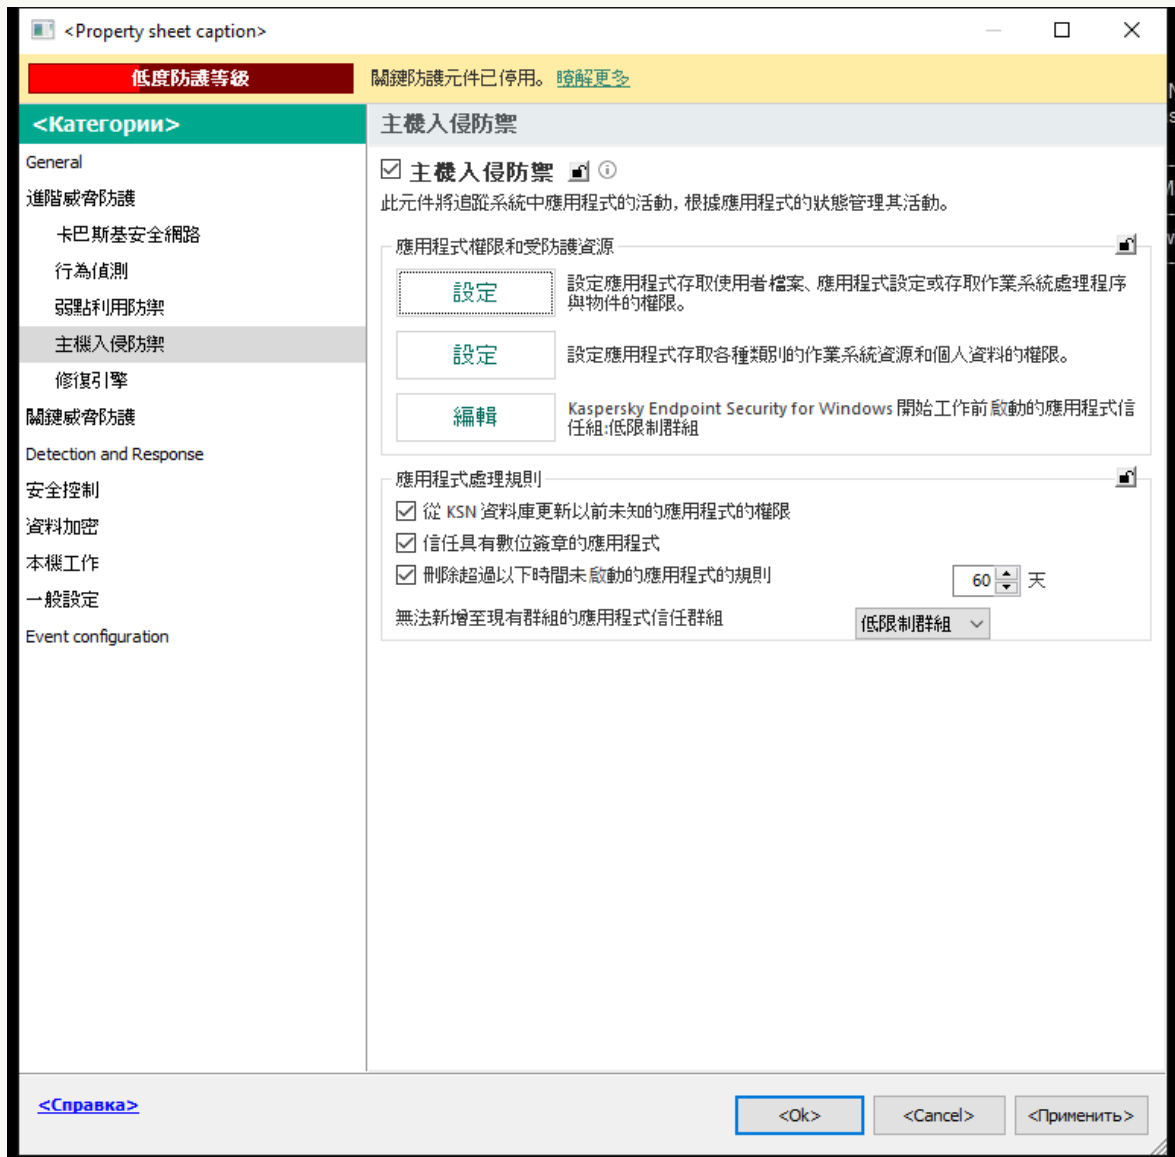 <Property sheet caption>
低度防護等級
關鍵防護元件已停用。 瞭解更多
<Категории>
主機入侵防禦
General
進階威脅防護
卡巴斯基安全網路
行為偵測
弱點利用防禦
主機入侵防禦
修復引擎
關鍵威脅防護
Detection and Response
安全控制
資料加密
本機工作
一般設定
Event configuration
主機入侵防禦
此元件將追蹤系統中應用程式的活動, 根據應用程式的狀態管理其活動。
應用程式權限和受防護資源
設定
設定應用程式存取使用者檔案、應用程式設定或存取作業系統處理程序
與物件的權限。
設定
設定應用程式存取各種類別的作業系統資源和個人資料的權限。
編輯
Kaspersky Endpoint Security for Windows 開始工作前啟動的應用程式信
任組:低限制群組
應用程式處理規則
從 KSN 資料庫更新以前未知的應用程式的權限
信任具有數位簽章的應用程式
刪除超過以下時間未啟動的應用程式的規則
60 天
無法新增至現有群組的應用程式信任群組
低限制群組
<Справка>
<Ok>
<Cancel>
<Применить>